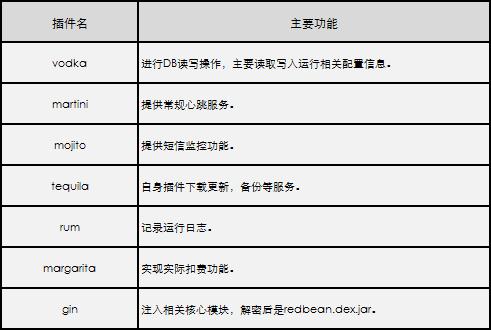 插件名 主要功能
vodka 进行DB读写操作，主要读取写入运行相关配置信息。
martini 提供常规心跳服务。
mojito 提供短信监控功能。
tequila 自身插件下载更新，备份等服务。
rum 记录运行日志。
margarita 实现实际扣费功能。
gin 注入相关核心模块，解密后是redbean.dex.jar。